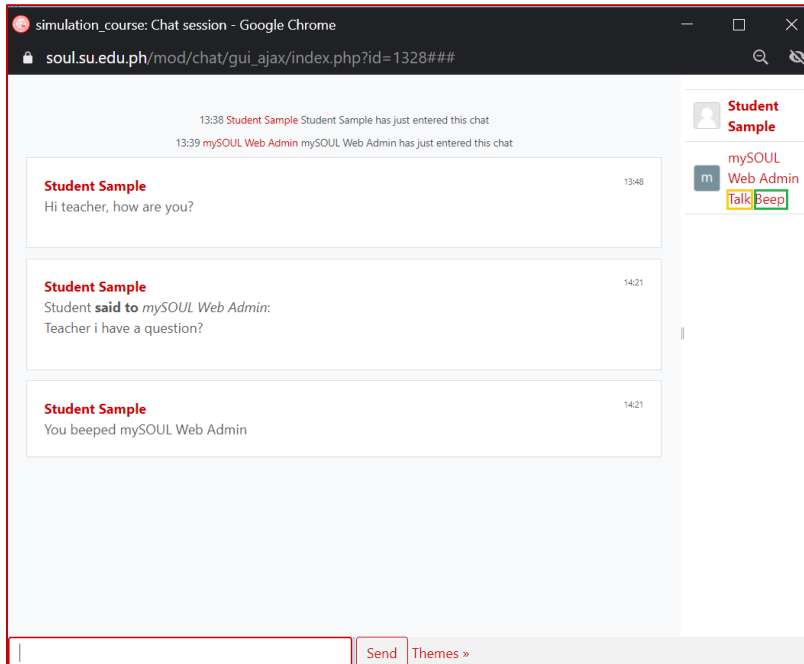 simulation_course: Chat session - Google Chrome
soul.su.edu.ph/mod/chat/gui_ajax/index.php?id=1328###
13:38 Student Sample Student Sample has just entered this chat
13:39 mySOUL Web Admin mySOUL Web Admin has just entered this chat
Student Sample 13:48
Hi teacher, how are you?
Student Sample 14:21
Student said to mySOUL Web Admin:
Teacher i have a question?
Student Sample 14:21
You beeped mySOUL Web Admin
Student
Sample
m
mySOUL
Web Admin
Talk Beep
Send Themes »